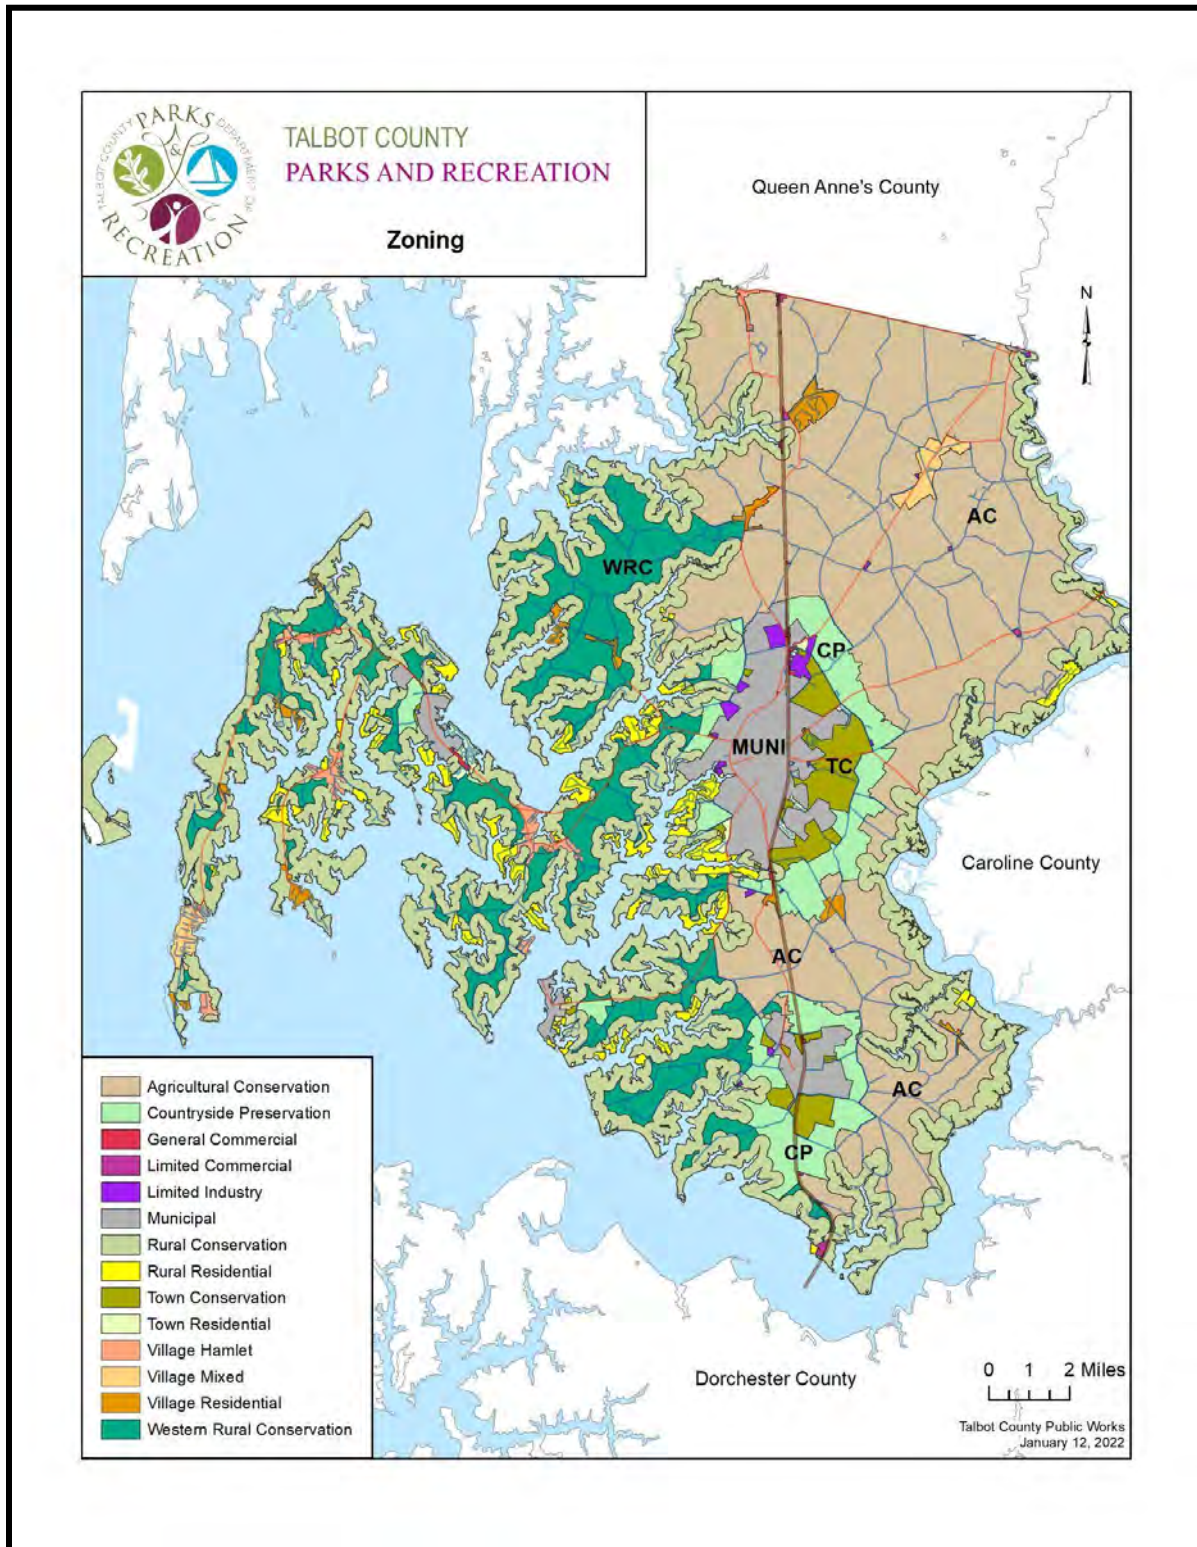 TALBOT COUNTY
PARKS & RECREATION
DEPARTMENT OF
TALBOT COUNTY
PARKS AND RECREATION
Zoning
Queen Anne's County
N
AC
WRC
CP
MUNI
TC
Caroline County
AC
AC
CP
Agricultural Conservation
Countryside Preservation
General Commercial
Limited Commercial
Limited Industry
Municipal
Rural Conservation
Rural Residential
Town Conservation
Town Residential
Village Hamlet
Village Mixed
Village Residential
Western Rural Conservation
Dorchester County
0 1 2 Miles
Talbot County Public Works
January 12, 2022